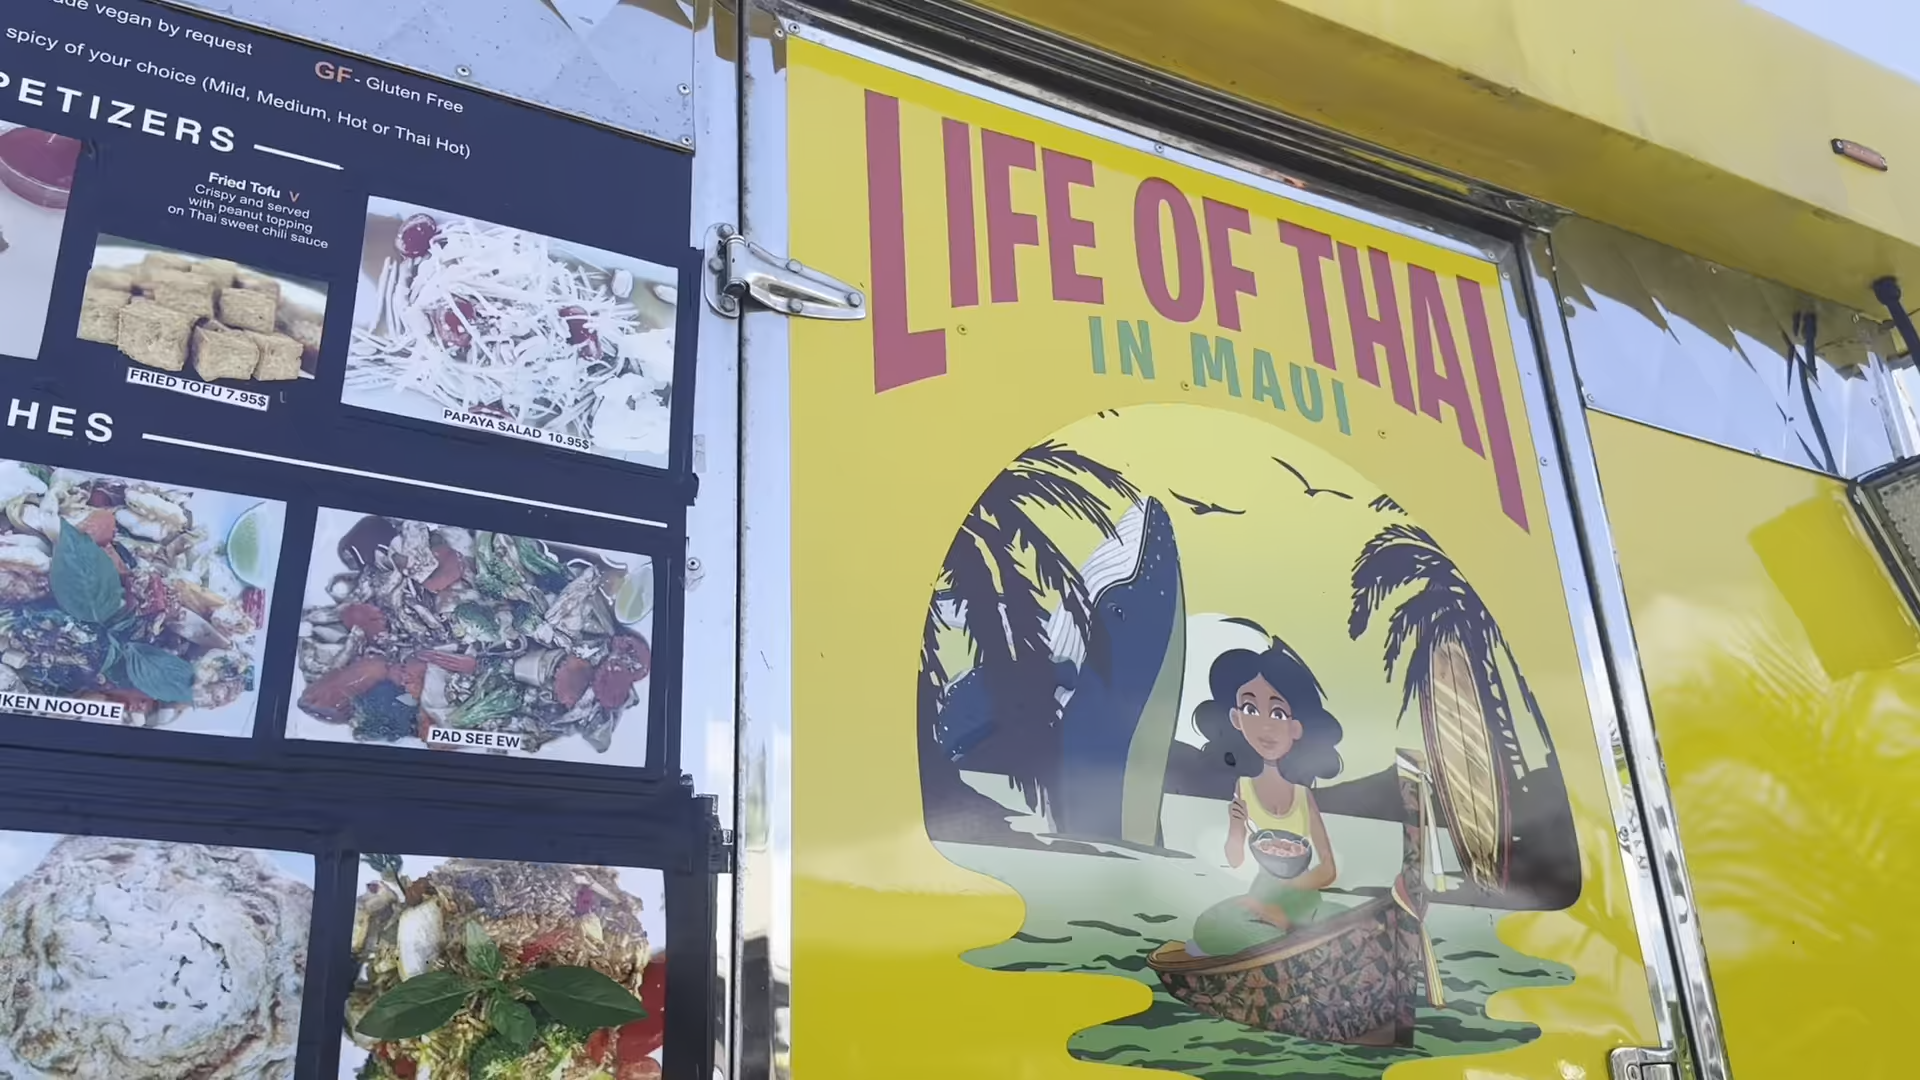 vegan by request
spicy of your choice (Mild, Medium, Hot or Thai Hot)
GF - Gluten Free
PETIZERS
Fried Tofu V
Crispy and served
with peanut topping
on Thai sweet chili sauce
FRIED TOFU 7.95$
PAPAYA SALAD 10.95$
HES
KEN NOODLE
PAD SEE EW
LIFE OF THAI
IN MAUI